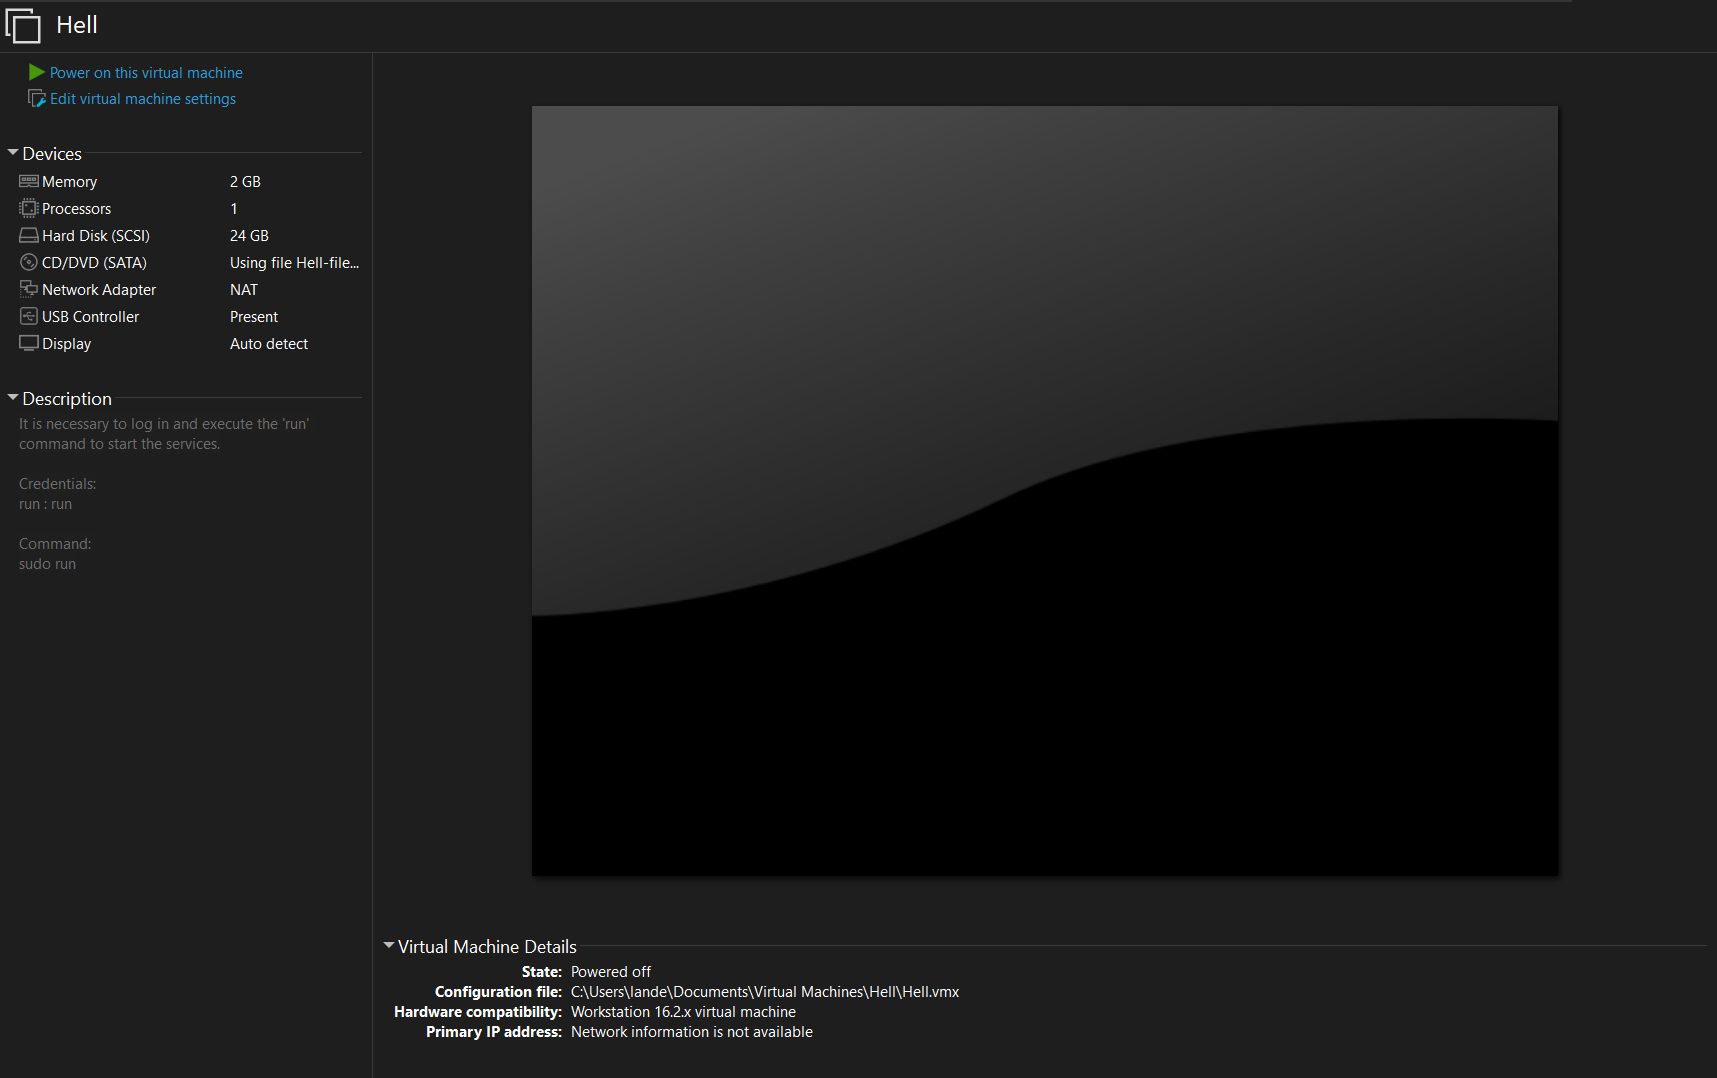 Hell
Power on this virtual machine
Edit virtual machine settings
Devices
Memory 2 GB
Processors 1
Hard Disk (SCSI) 24 GB
CD/DVD (SATA) Using file Hell-file...
Network Adapter NAT
USB Controller Present
Display Auto detect
Description
It is necessary to log in and execute the 'run'
command to start the services.
Credentials:
run : run
Command:
sudo run
Virtual Machine Details
State: Powered off
Configuration file: C:\Users\lande\Documents\Virtual Machines\Hell\Hell.vmx
Hardware compatibility: Workstation 16.2.x virtual machine
Primary IP address: Network information is not available